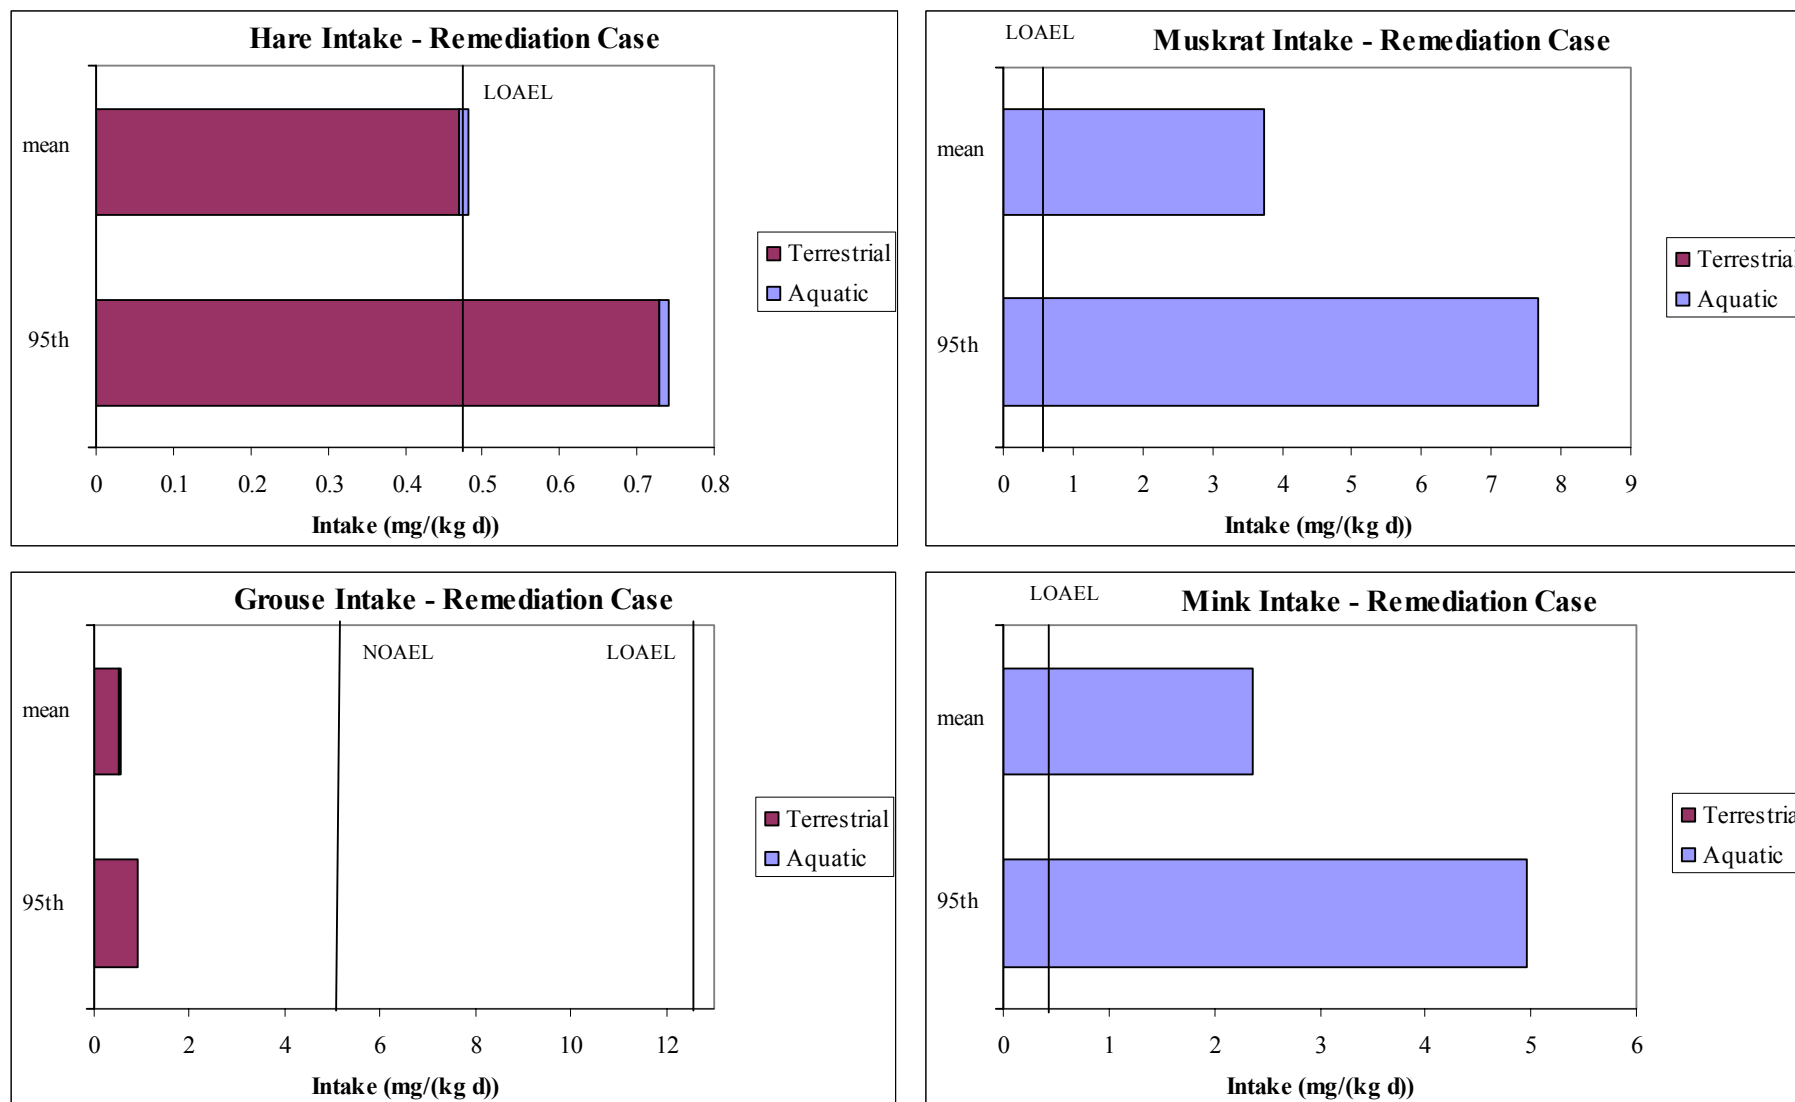 Hare Intake - Remediation Case
LOAEL
mean
95th
Terrestrial
Aquatic
0 0.1 0.2 0.3 0.4 0.5 0.6 0.7 0.8
Intake (mg/(kg d))
LOAEL
Muskrat Intake - Remediation Case
mean
95th
Terrestrial
Aquatic
0 1 2 3 4 5 6 7 8 9
Intake (mg/(kg d))
Grouse Intake - Remediation Case
NOAEL LOAEL
mean
95th
Terrestrial
Aquatic
0 2 4 6 8 10 12
Intake (mg/(kg d))
LOAEL
Mink Intake - Remediation Case
mean
95th
Terrestria
Aquatic
0 1 2 3 4 5 6
Intake (mg/(kg d))